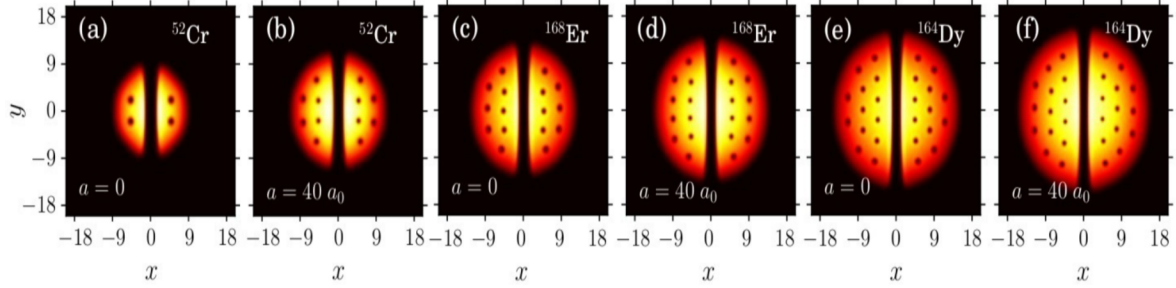 (a) ⁵²Cr (b) ⁵²Cr (c) ¹⁶⁸Er (d) ¹⁶⁸Er (e) ¹⁶⁴Dy (f) ¹⁶⁴Dy
18
9
0
−9
−18
y
a = 0 a = 40 a₀ a = 0 a = 40 a₀ a = 0 a = 40 a₀
−18 −9 0 9 18 −18 −9 0 9 18 −18 −9 0 9 18 −18 −9 0 9 18 −18 −9 0 9 18 −18 −9 0 9 18
x x x x x x